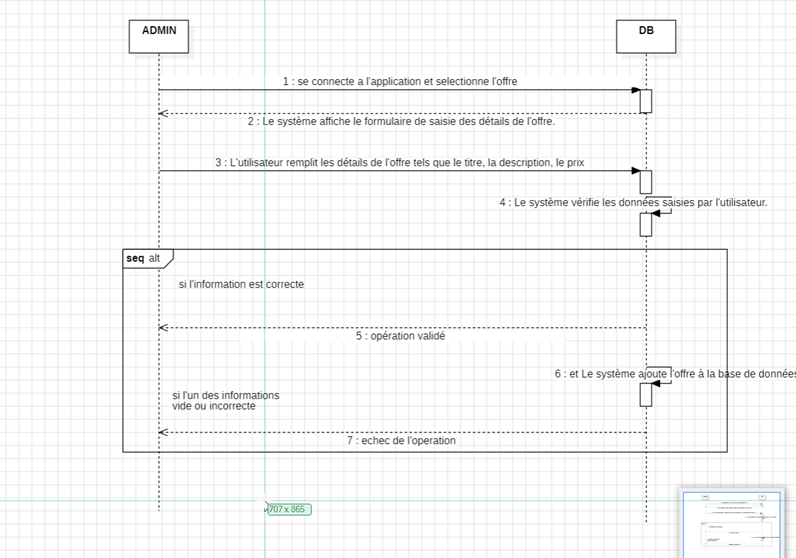 ADMIN
DB
1 : se connecte a l'application et selectionne l'offre
2 : Le système affiche le formulaire de saisie des détails de l'offre.
3 : L'utilisateur remplit les détails de l'offre tels que le titre, la description, le prix
4 : Le système vérifie les données saisies par l'utilisateur.
seq alt
si l'information est correcte
5 : opération validé
6 : et Le système ajoute l'offre à la base de données
si l'un des informations
vide ou incorrecte
7 : echec de l'operation
707 x 865